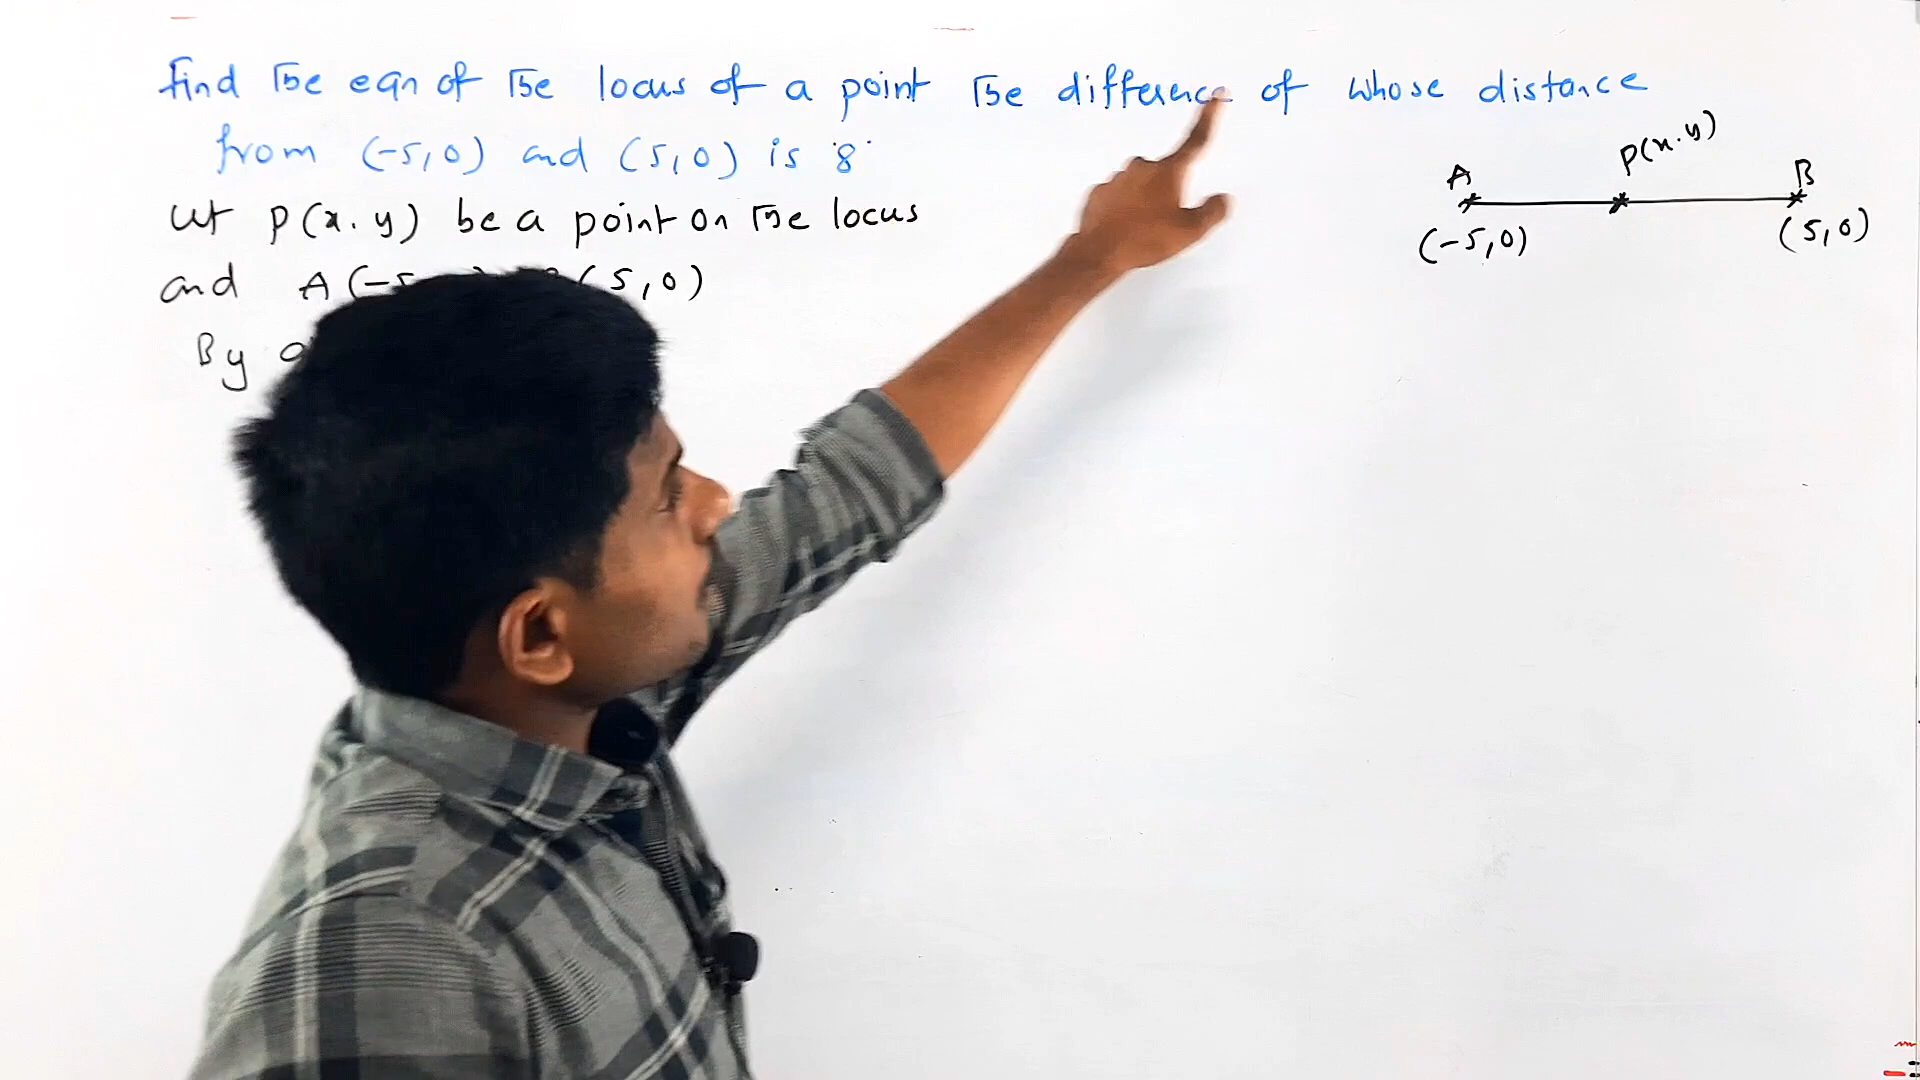 Find the eqn of the locus of a point the difference of whose distance
from (-5,0) and (5,0) is 8
Let P(x.y) be a point on the locus
and A(-5 (5,0)
By
P(x.y)
A B
(-5,0) (5,0)